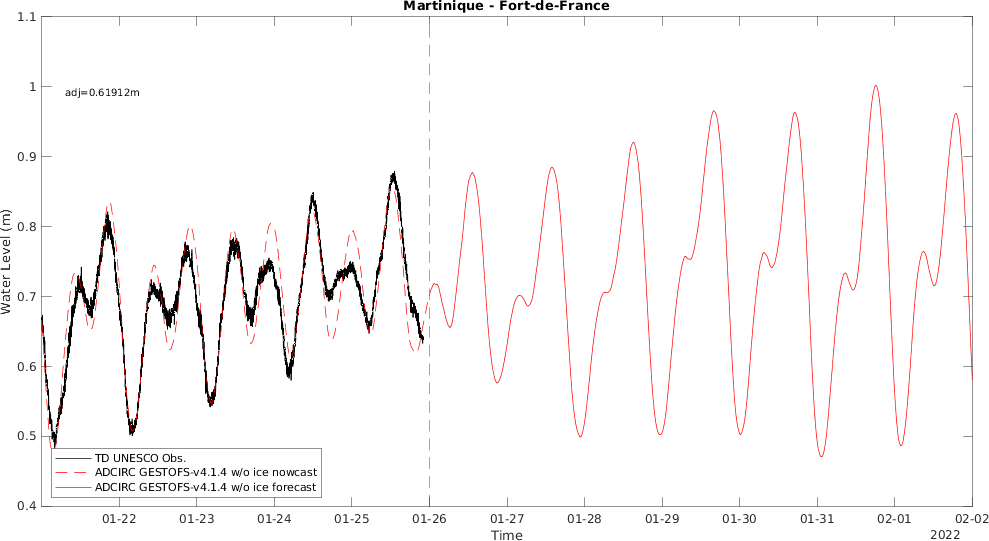 Martinique - Fort-de-France
1.1
1
0.9
0.8
0.7
0.6
0.5
0.4
Water Level (m)
adj=0.61912m
TD UNESCO Obs.
ADCIRC GESTOFS-v4.1.4 w/o ice nowcast
ADCIRC GESTOFS-v4.1.4 w/o ice forecast
01-22 01-23 01-24 01-25 01-26 01-27 01-28 01-29 01-30 01-31 02-01 02-02
Time
2022